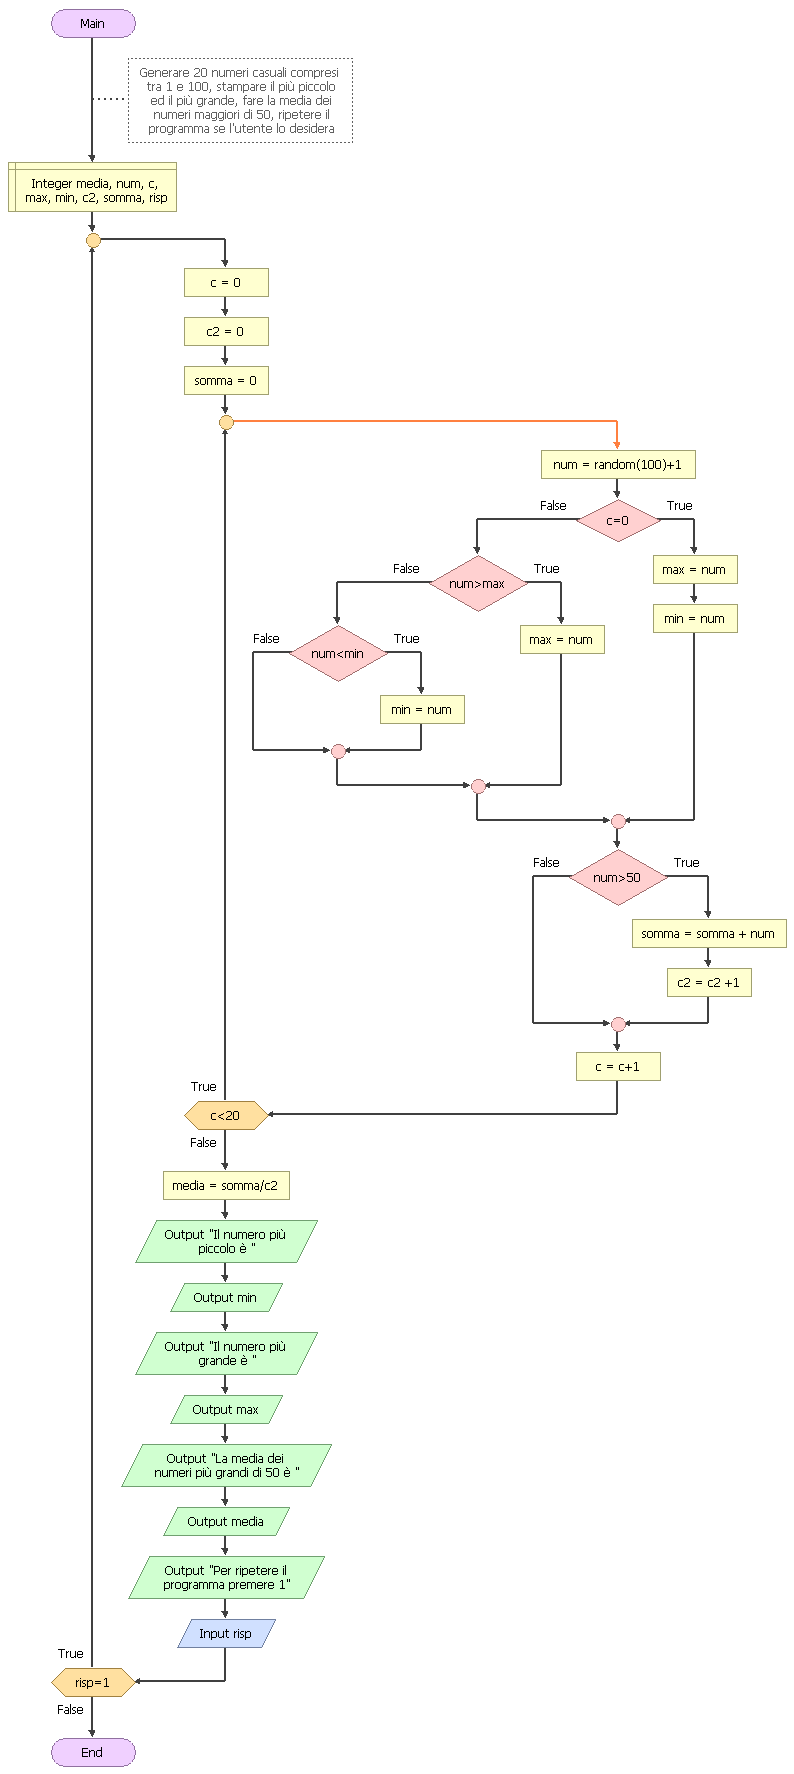 Main
Generare 20 numeri casuali compresi
tra 1 e 100, stampare il più piccolo
ed il più grande, fare la media dei
numeri maggiori di 50, ripetere il
programma se l'utente lo desidera
Integer media, num, c,
max, min, c2, somma, risp
c = 0
c2 = 0
somma = 0
num = random(100)+1
False
True
c=0
max = num
min = num
False
True
num>max
max = num
False
True
num<min
min = num
False
True
num>50
somma = somma + num
c2 = c2 +1
c = c+1
True
c<20
False
media = somma/c2
Output "Il numero più
piccolo è "
Output min
Output "Il numero più
grande è "
Output max
Output "La media dei
numeri più grandi di 50 è "
Output media
Output "Per ripetere il
programma premere 1"
Input risp
True
risp=1
False
End